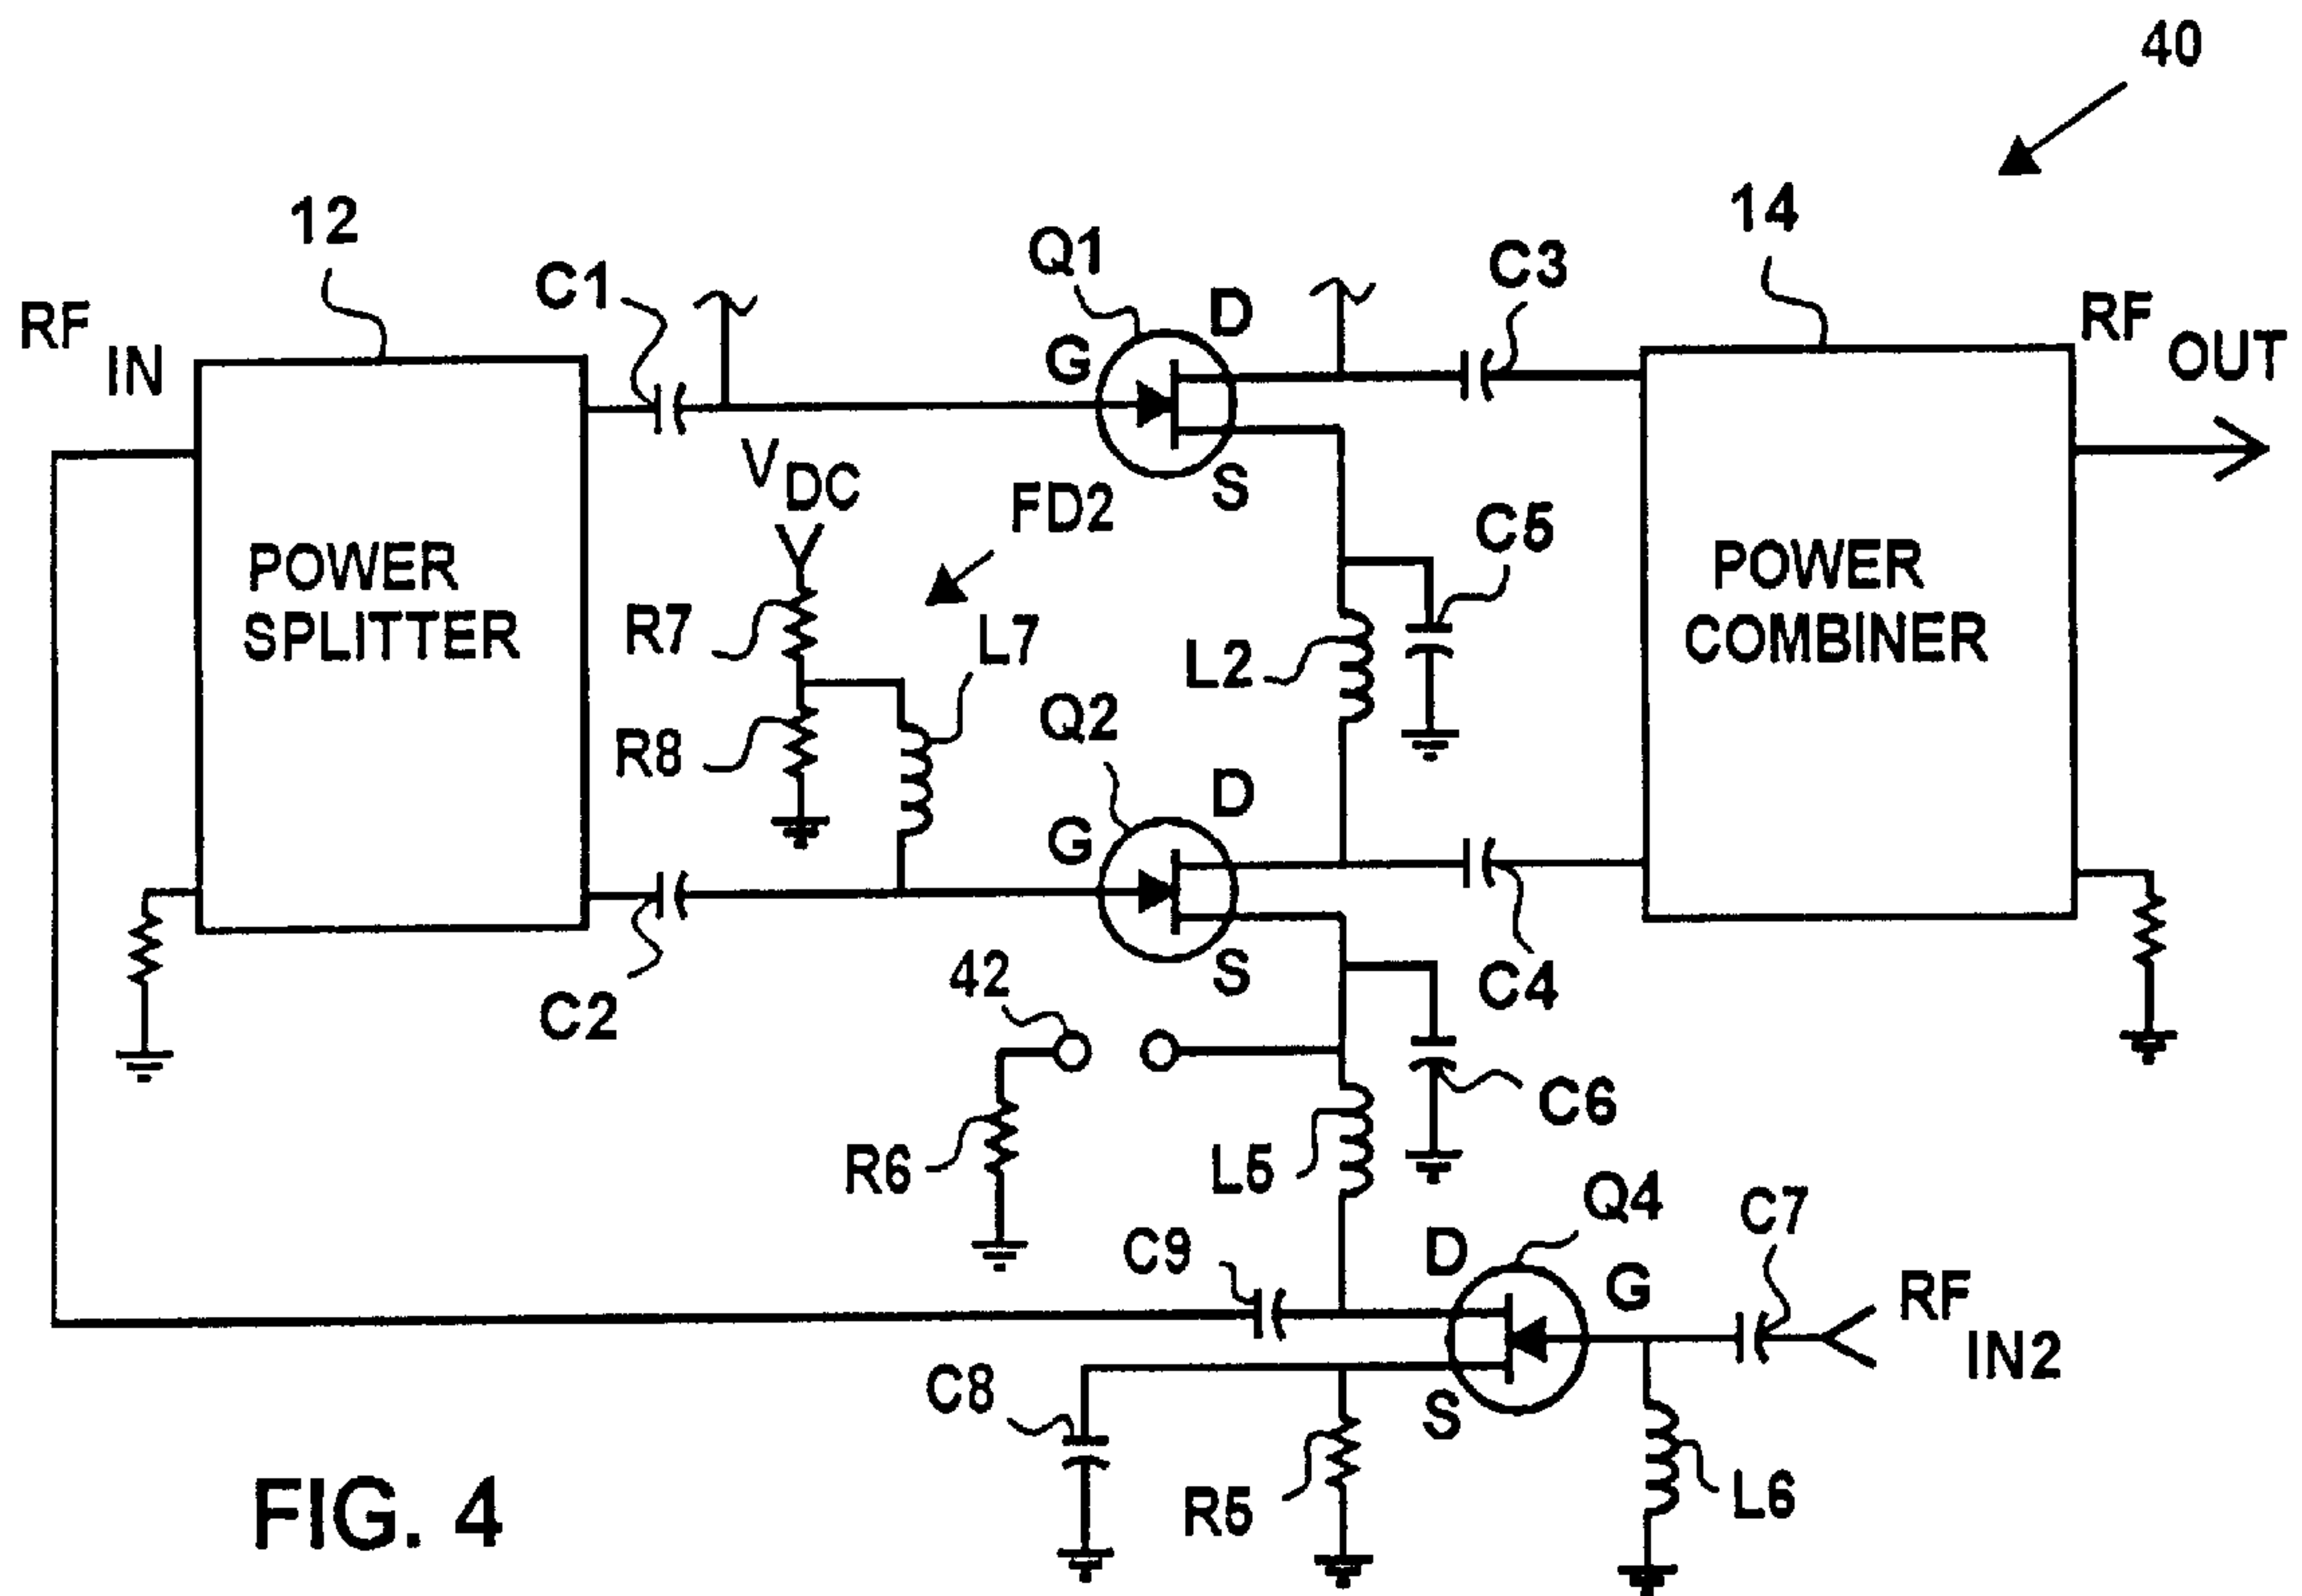 40
12
C1
Q1
D
C3
14
RF IN
G
RF OUT
VDC
S
FD2
C5
POWER
SPLITTER
POWER
COMBINER
R7
L7
L2
R8
Q2
D
G
S
42
C2
C4
C6
R6
L5
Q4
C7
C9
D
G
RF IN2
C8
S
R5
L6
FIG. 4